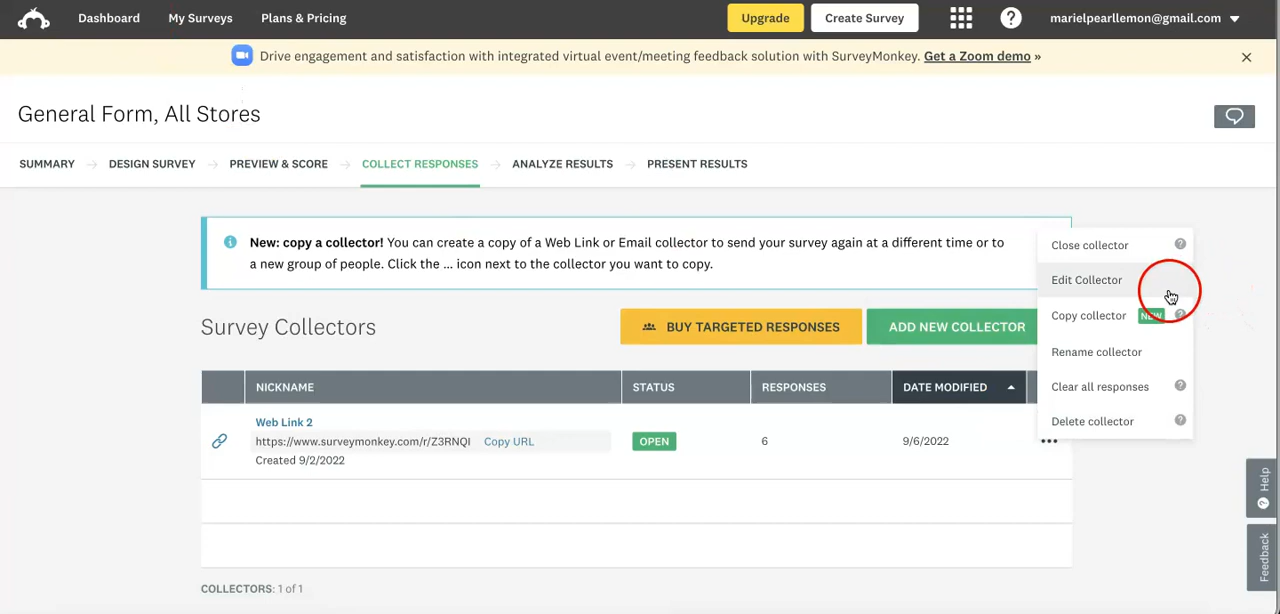 Dashboard My Surveys Plans & Pricing Upgrade Create Survey ? marielpearllemon@gmail.com
Drive engagement and satisfaction with integrated virtual event/meeting feedback solution with SurveyMonkey. Get a Zoom demo »
General Form, All Stores
SUMMARY DESIGN SURVEY PREVIEW & SCORE COLLECT RESPONSES ANALYZE RESULTS PRESENT RESULTS
New: copy a collector! You can create a copy of a Web Link or Email collector to send your survey again at a different time or to
a new group of people. Click the ... icon next to the collector you want to copy.
Close collector ?
Edit Collector
Copy collector NEW ?
Rename collector
Clear all responses ?
Delete collector ?
Survey Collectors BUY TARGETED RESPONSES ADD NEW COLLECTOR
NICKNAME STATUS RESPONSES DATE MODIFIED
Web Link 2
https://www.surveymonkey.com/r/Z3RNQJ Copy URL OPEN 6 9/6/2022
Created 9/2/2022
COLLECTORS: 1 of 1
? Help
Feedback